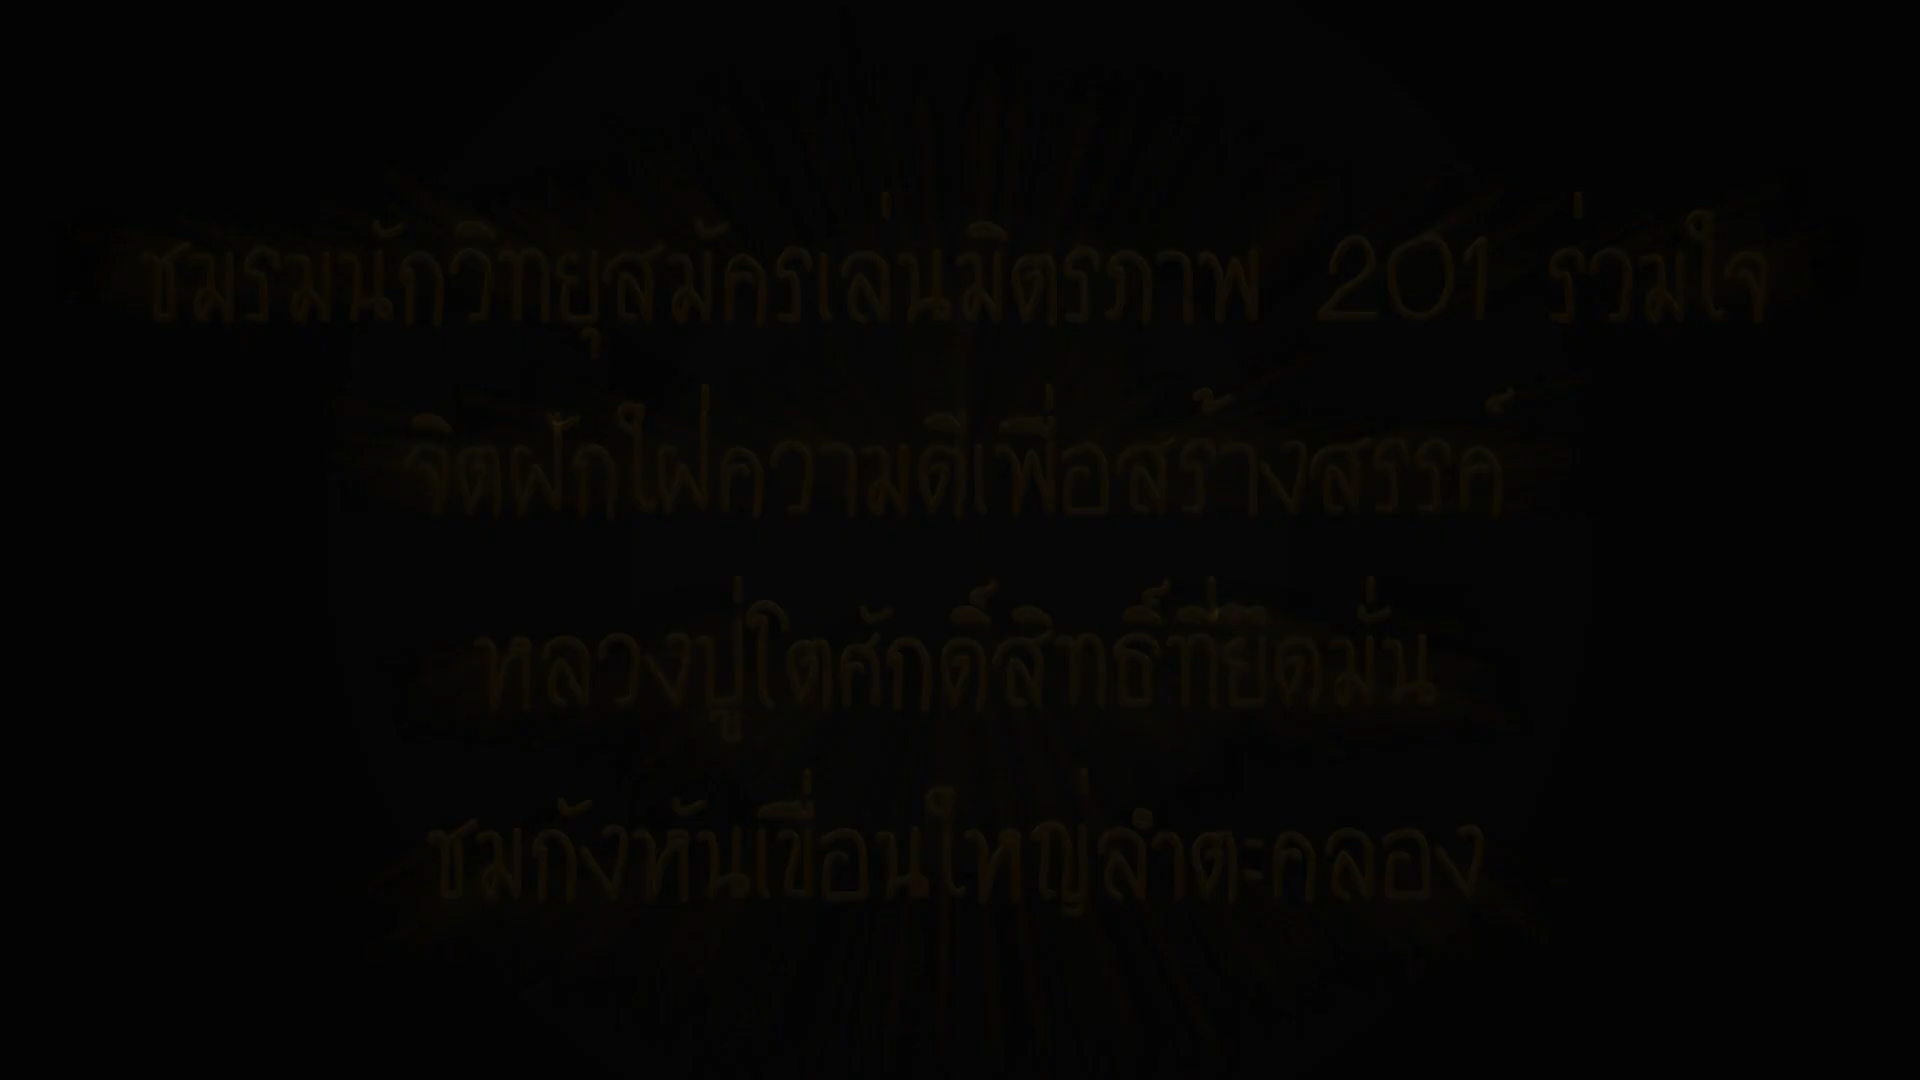 ชมรมนักวิทยุสมัครเล่นมิตรภาพ 201 ร่วมใจ
จิตฝักใฝ่ความดีเพื่อสร้างสรรค์
หลวงปู่โตศักดิ์สิทธิ์ที่ยึดมั่น
ชมกังหันเขื่อนใหญ่ลำตะคลอง